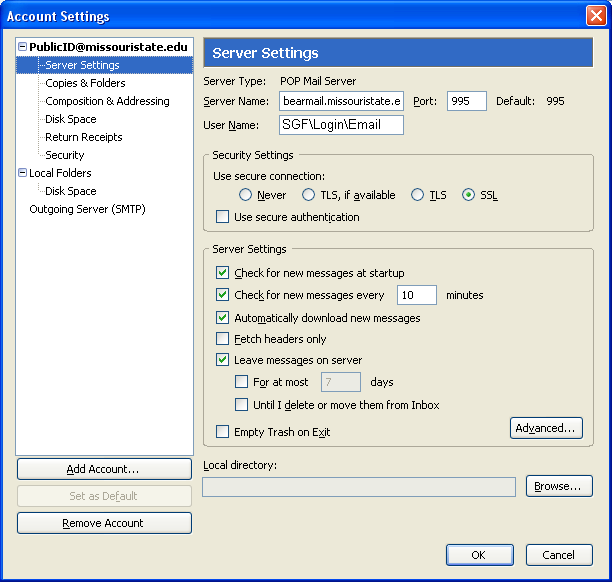 Account Settings
PublicID@missouristate.edu
Server Settings
Copies & Folders
Composition & Addressing
Disk Space
Return Receipts
Security
Local Folders
Disk Space
Outgoing Server (SMTP)
Add Account...
Set as Default
Remove Account
Server Settings
Server Type: POP Mail Server
Server Name: bearmail.missouristate.e Port: 995 Default: 995
User Name: SGF\Login\Email
Security Settings
Use secure connection:
Never TLS, if available TLS SSL
Use secure authentication
Server Settings
Check for new messages at startup
Check for new messages every 10 minutes
Automatically download new messages
Fetch headers only
Leave messages on server
For at most 7 days
Until I delete or move them from Inbox
Empty Trash on Exit
Advanced...
Local directory:
Browse...
OK Cancel